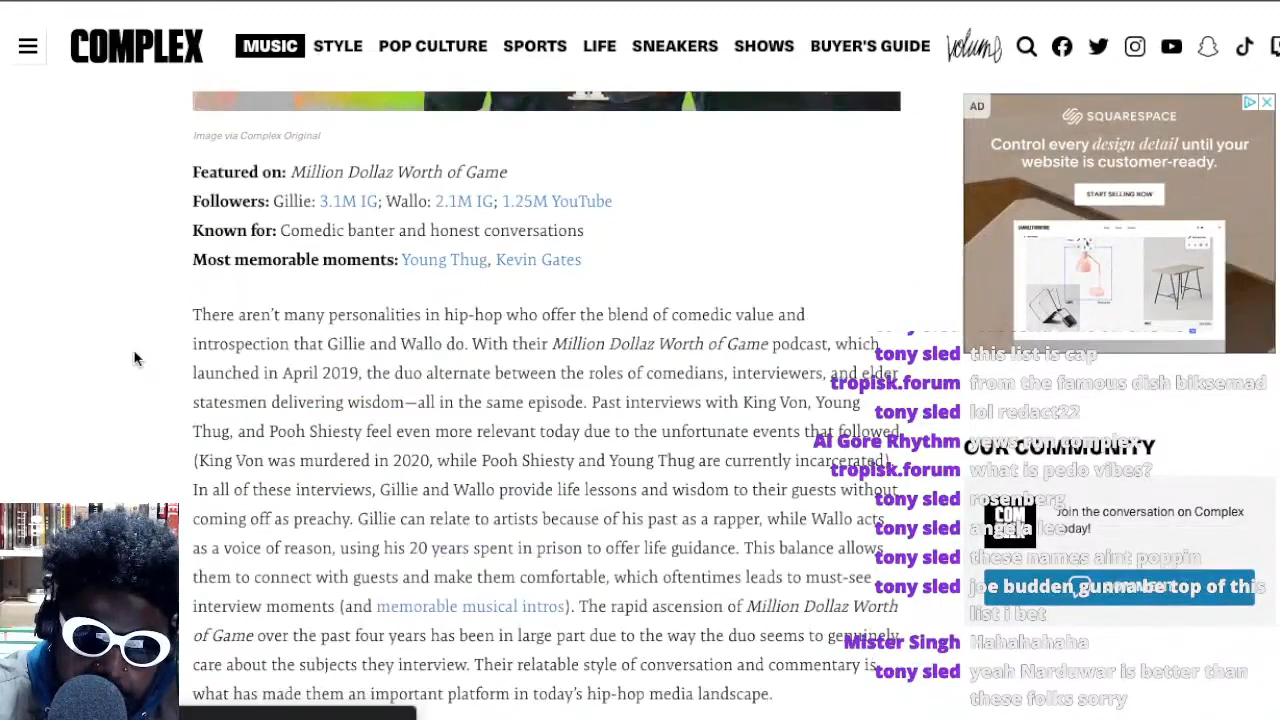 COMPLEX MUSIC STYLE POP CULTURE SPORTS LIFE SNEAKERS SHOWS BUYER'S GUIDE volume
Image via Complex Original
Featured on: Million Dollaz Worth of Game
Followers: Gillie: 3.1M IG; Wallo: 2.1M IG; 1.25M YouTube
Known for: Comedic banter and honest conversations
Most memorable moments: Young Thug, Kevin Gates
There aren't many personalities in hip-hop who offer the blend of comedic value and
introspection that Gillie and Wallo do. With their Million Dollaz Worth of Game podcast, which
launched in April 2019, the duo alternate between the roles of comedians, interviewers, and elder
statesmen delivering wisdom—all in the same episode. Past interviews with King Von, Young
Thug, and Pooh Shiesty feel even more relevant today due to the unfortunate events that followed
(King Von was murdered in 2020, while Pooh Shiesty and Young Thug are currently incarcerated).
In all of these interviews, Gillie and Wallo provide life lessons and wisdom to their guests without
coming off as preachy. Gillie can relate to artists because of his past as a rapper, while Wallo acts
as a voice of reason, using his 20 years spent in prison to offer life guidance. This balance allows
them to connect with guests and make them comfortable, which oftentimes leads to must-see
interview moments (and memorable musical intros). The rapid ascension of Million Dollaz Worth
of Game over the past four years has been in large part due to the way the duo seems to genuinely
care about the subjects they interview. Their relatable style of conversation and commentary is
what has made them an important platform in today's hip-hop media landscape.
AD
SQUARESPACE
Control every design detail until your
website is customer-ready.
START SELLING NOW
OUR COMMUNITY
COM
Join the conversation on Complex
today!
tony sled this list is cap
tropisk.forum from the famous dish biksemad
tony sled lol redact22
AI Gore Rhythm complex
tropisk.forum what is pedo vibes?
tony sled rosenberg
tony sled angela lee
tony sled these names aint poppin
tony sled joe budden gunna be top of this
list i bet
Mister Singh Hahahahaha
tony sled yeah Narduwar is better than
these folks sorry